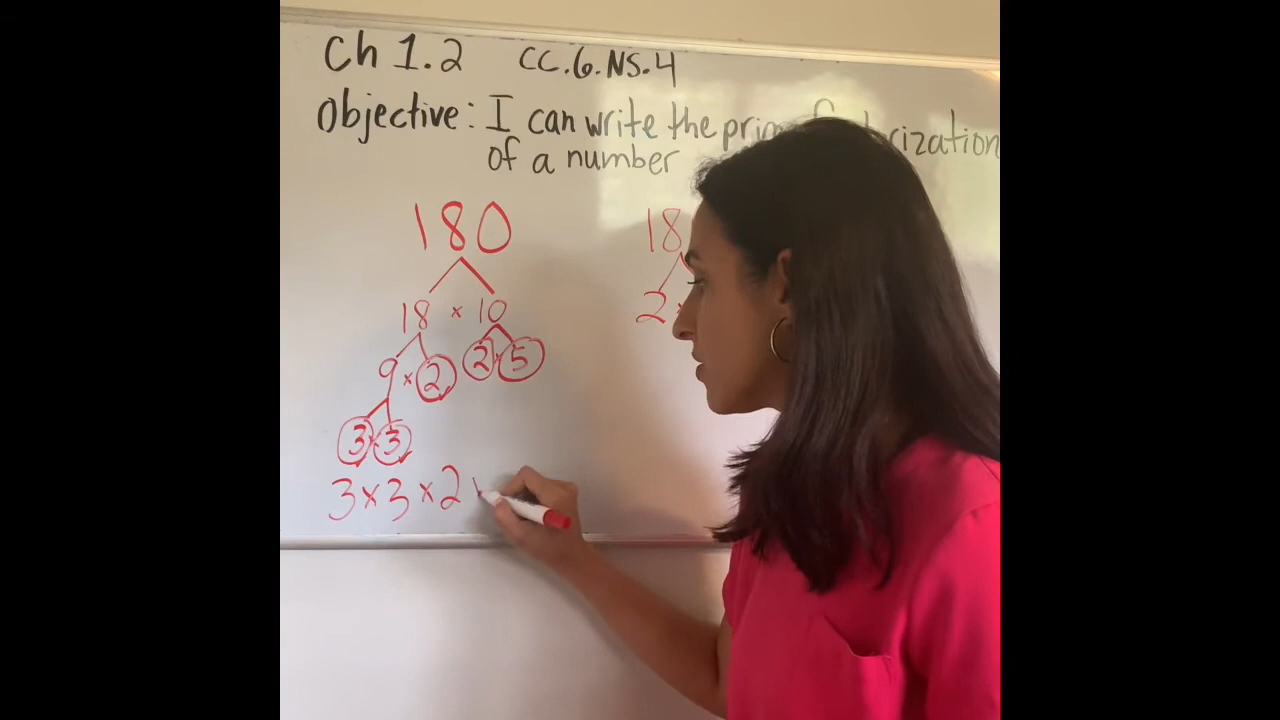 Ch 1.2 CC.6.NS.4
Objective: I can write the
of a number
180
18 × 10
9 × 2 2 · 5
3 · 3
3 × 3 × 2
18
2